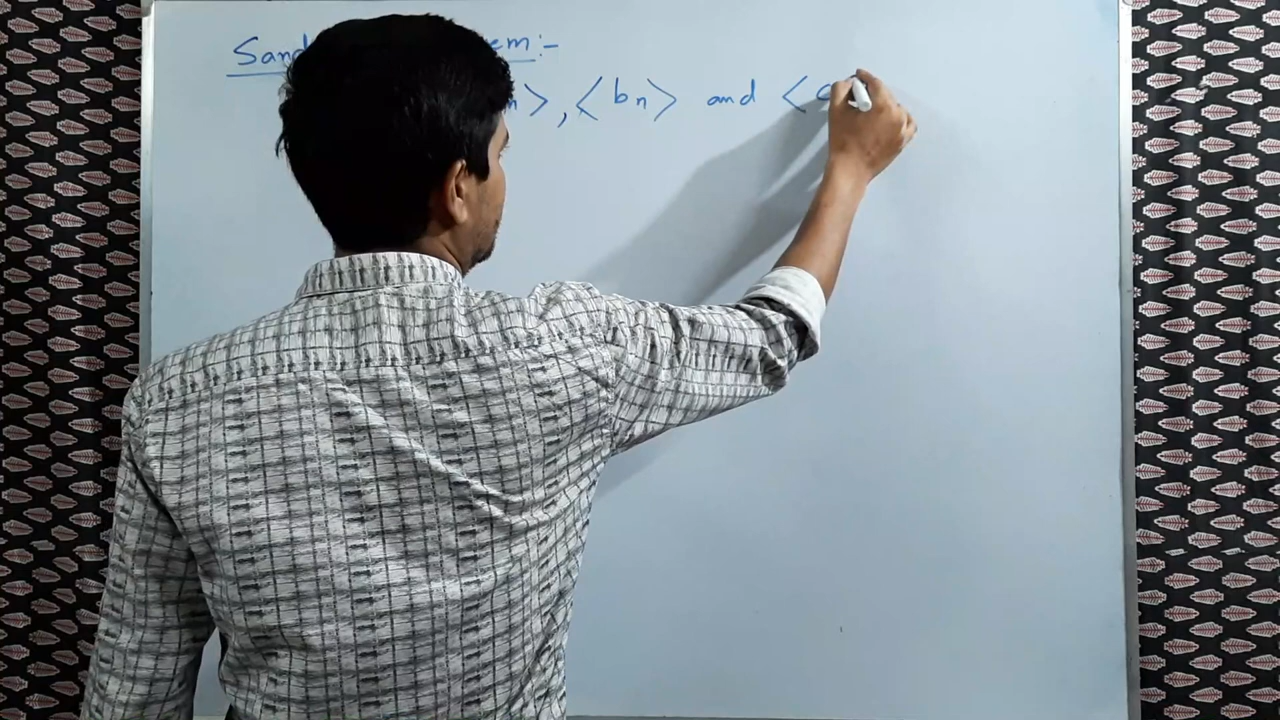 Sand em:-
n>, <bn> and <